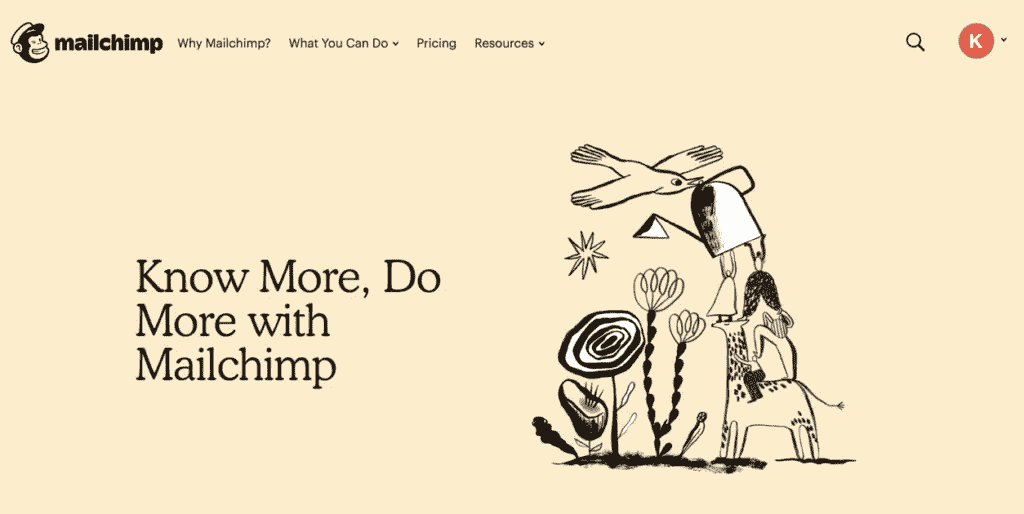 mailchimp Why Mailchimp? What You Can Do Pricing Resources K
Know More, Do
More with
Mailchimp